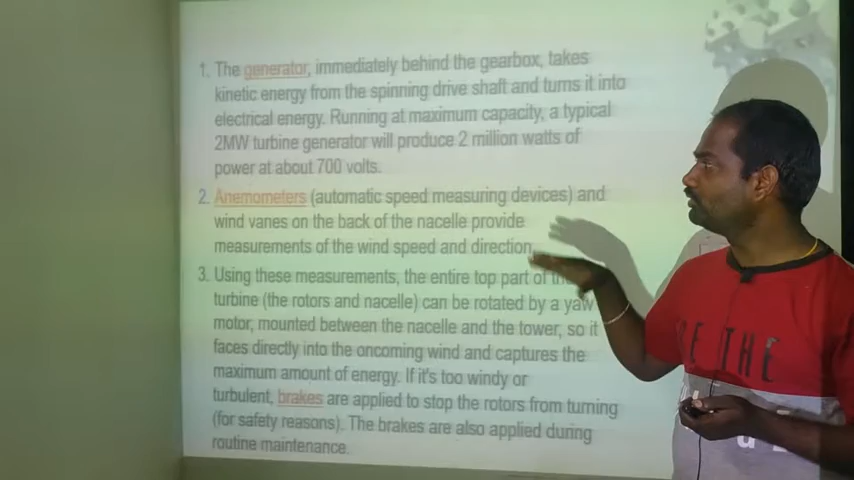 1. The generator, immediately behind the gearbox, takes
kinetic energy from the spinning drive shaft and turns it into
electrical energy. Running at maximum capacity, a typical
2MW turbine generator will produce 2 million watts of
power at about 700 volts.
2. Anemometers (automatic speed measuring devices) and
wind vanes on the back of the nacelle provide
measurements of the wind speed and direction.
3. Using these measurements, the entire top part of the
turbine (the rotors and nacelle) can be rotated by a yaw
motor, mounted between the nacelle and the tower, so it
faces directly into the oncoming wind and captures the
maximum amount of energy. If it's too windy or
turbulent, brakes are applied to stop the rotors from turning
(for safety reasons). The brakes are also applied during
routine maintenance.
THE